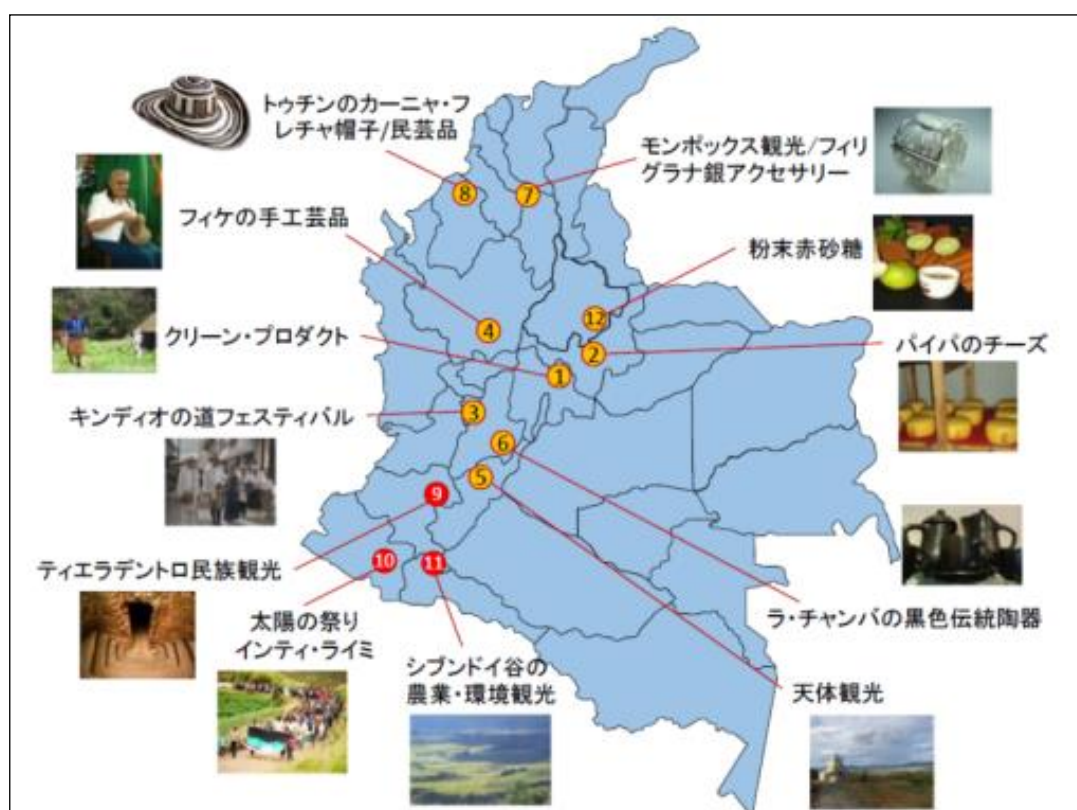 トゥチンのカーニャ・フ
レチャ帽子/民芸品
モンポックス観光/フィリ
グラナ銀アクセサリー
8
7
フィケの手工芸品
粉末赤砂糖
12
4
クリーン・プロダクト
2
パイパのチーズ
1
キンディオの道フェスティバル
3
6
5
9
ティエラデントロ民族観光
10
11
ラ・チャンバの黒色伝統陶器
太陽の祭り
インティ・ライミ
シブンドイ谷の
農業・環境観光
天体観光